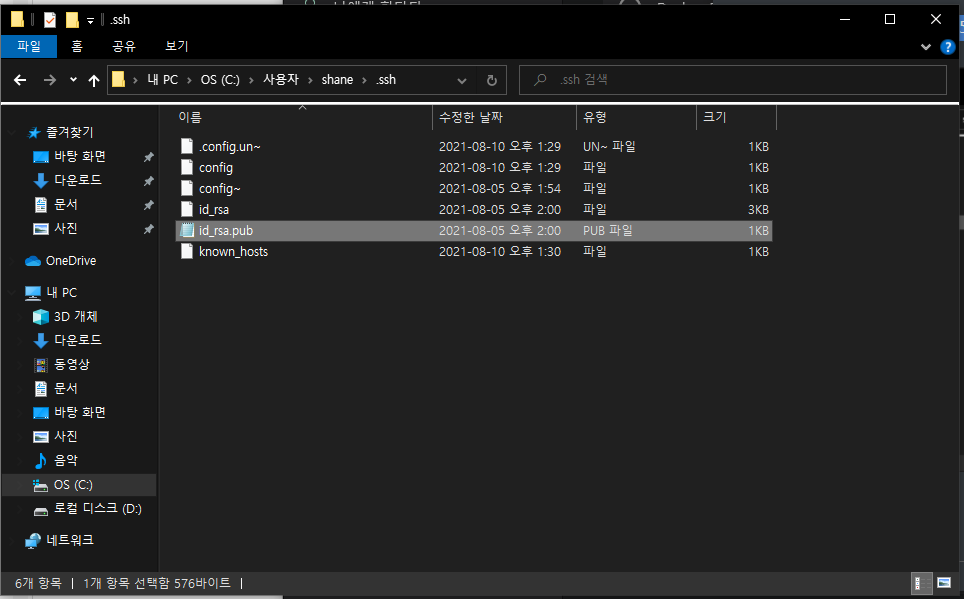 .ssh
파일 홈 공유 보기
내 PC OS (C:) 사용자 shane .ssh .ssh 검색
이름 수정한 날짜 유형 크기
.config.un~ 2021-08-10 오후 1:29 UN~ 파일 1KB
config 2021-08-10 오후 1:29 파일 1KB
config~ 2021-08-05 오후 1:54 파일 1KB
id_rsa 2021-08-05 오후 2:00 파일 3KB
id_rsa.pub 2021-08-05 오후 2:00 PUB 파일 1KB
known_hosts 2021-08-10 오후 1:30 파일 1KB
즐겨찾기
바탕 화면
다운로드
문서
사진
OneDrive
내 PC
3D 개체
다운로드
동영상
문서
바탕 화면
사진
음악
OS (C:)
로컬 디스크 (D:)
네트워크
6개 항목 1개 항목 선택함 576바이트